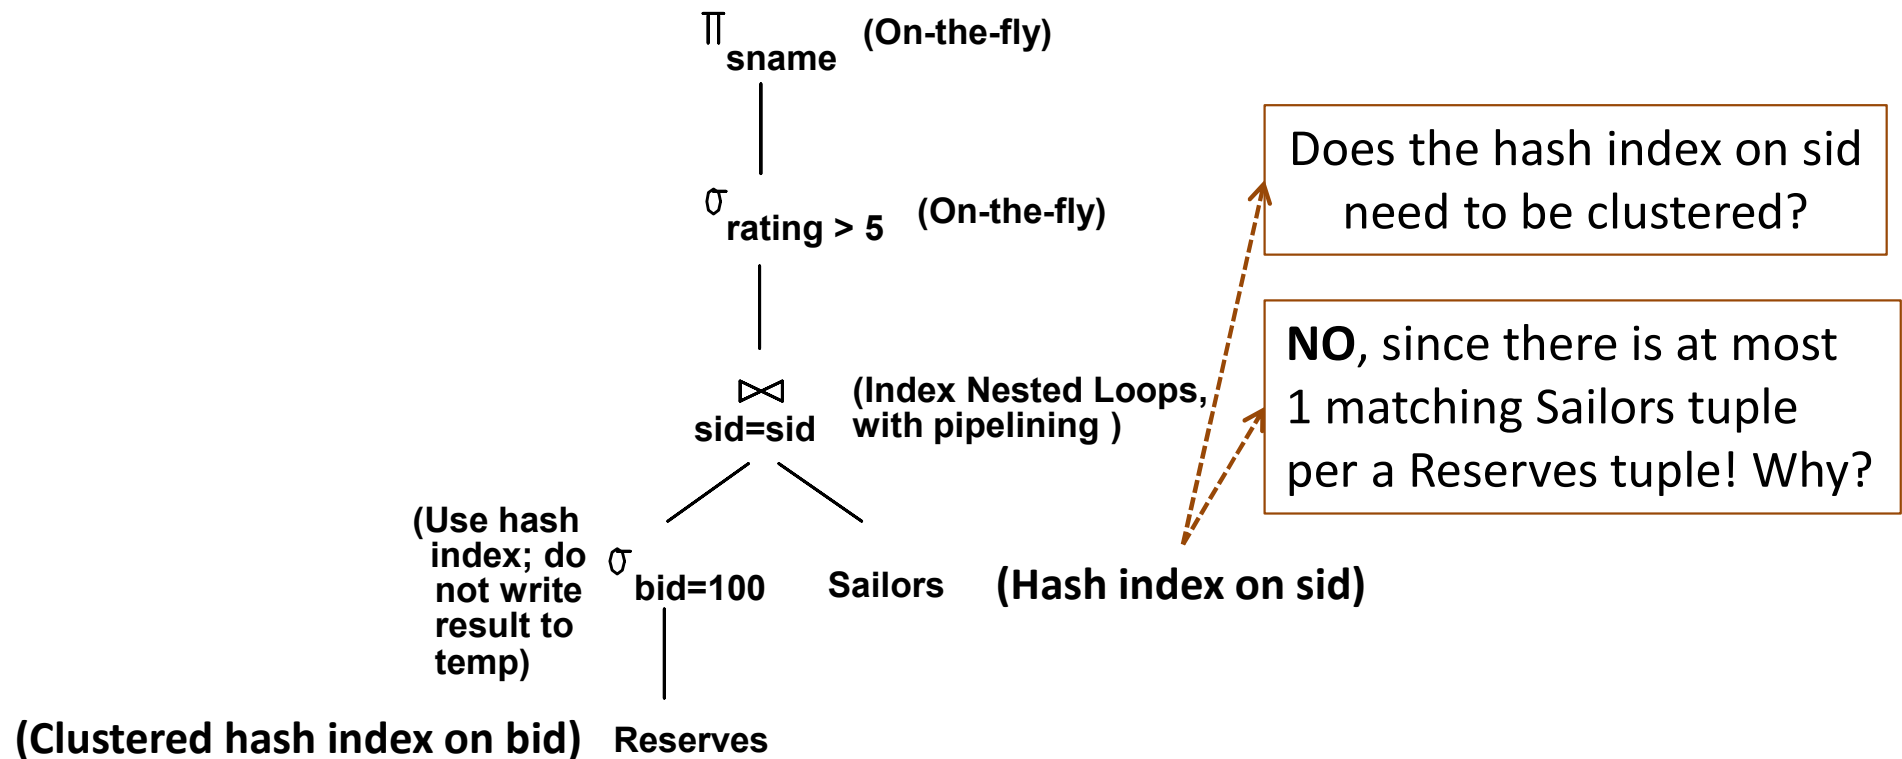 π sname (On-the-fly)
σ rating > 5 (On-the-fly)
⋈ sid=sid
(Index Nested Loops,
with pipelining )
(Use hash
index; do
not write
result to
temp)
σ bid=100
Sailors (Hash index on sid)
(Clustered hash index on bid) Reserves
Does the hash index on sid
need to be clustered?
NO, since there is at most
1 matching Sailors tuple
per a Reserves tuple! Why?